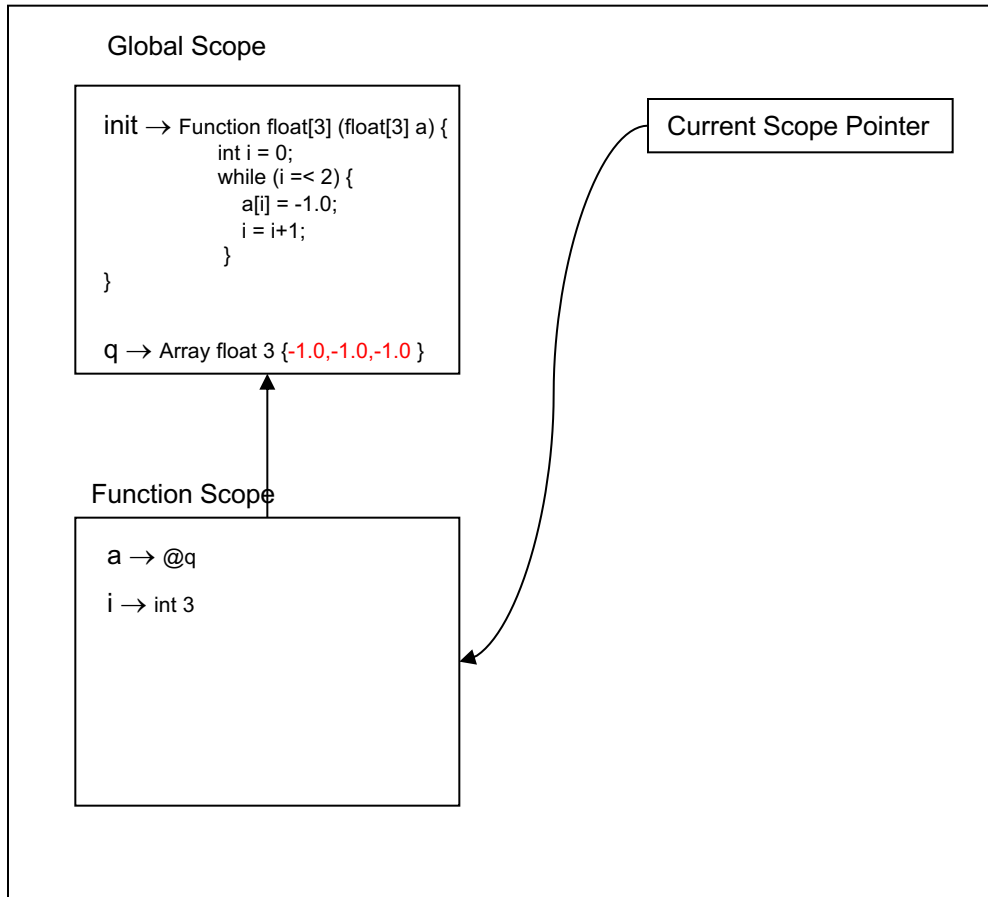 Global Scope
init → Function float[3] (float[3] a) {
int i = 0;
while (i =< 2) {
a[i] = -1.0;
i = i+1;
}
}
q → Array float 3 {-1.0,-1.0,-1.0 }
Current Scope Pointer
Function Scope
a → @q
i → int 3